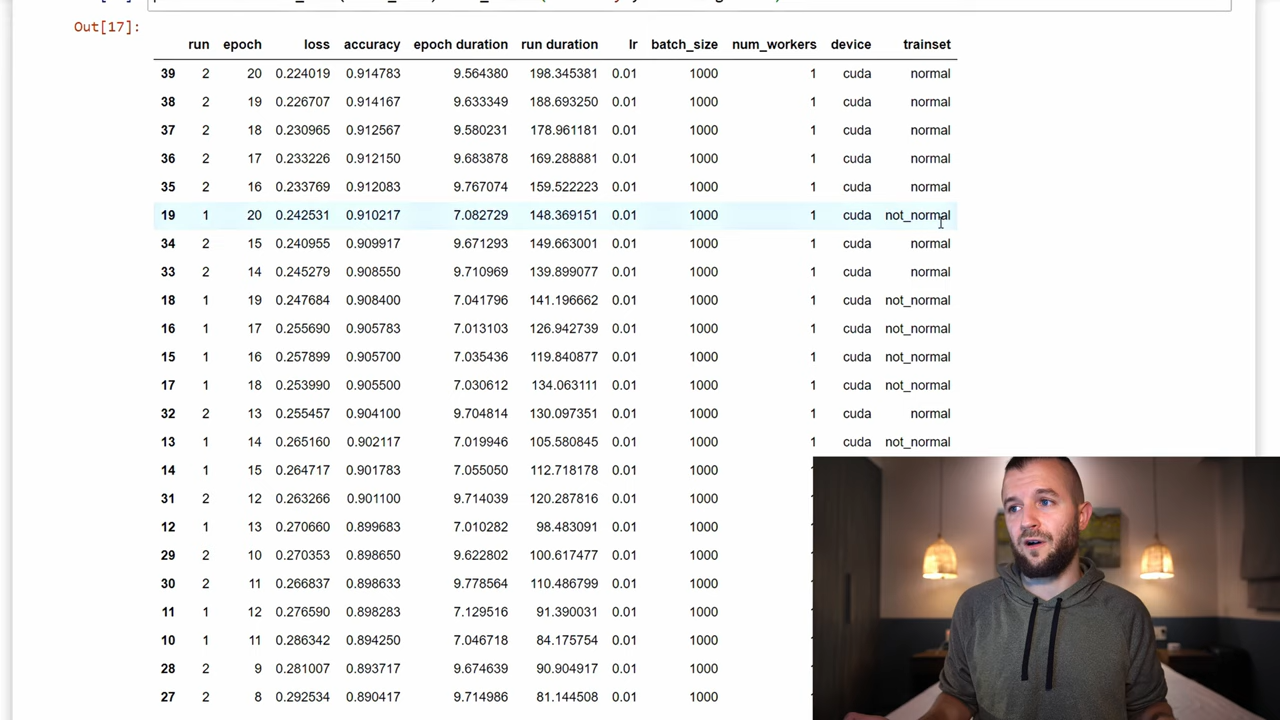 Out[17]:
run epoch loss accuracy epoch duration run duration lr batch_size num_workers device trainset
39 2 20 0.224019 0.914783 9.564380 198.345381 0.01 1000 1 cuda normal
38 2 19 0.226707 0.914167 9.633349 188.693250 0.01 1000 1 cuda normal
37 2 18 0.230965 0.912567 9.580231 178.961181 0.01 1000 1 cuda normal
36 2 17 0.233226 0.912150 9.683878 169.288881 0.01 1000 1 cuda normal
35 2 16 0.233769 0.912083 9.767074 159.522223 0.01 1000 1 cuda normal
19 1 20 0.242531 0.910217 7.082729 148.369151 0.01 1000 1 cuda not_normal
34 2 15 0.240955 0.909917 9.671293 149.663001 0.01 1000 1 cuda normal
33 2 14 0.245279 0.908550 9.710969 139.899077 0.01 1000 1 cuda normal
18 1 19 0.247684 0.908400 7.041796 141.196662 0.01 1000 1 cuda not_normal
16 1 17 0.255690 0.905783 7.013103 126.942739 0.01 1000 1 cuda not_normal
15 1 16 0.257899 0.905700 7.035436 119.840877 0.01 1000 1 cuda not_normal
17 1 18 0.253990 0.905500 7.030612 134.063111 0.01 1000 1 cuda not_normal
32 2 13 0.255457 0.904100 9.704814 130.097351 0.01 1000 1 cuda normal
13 1 14 0.265160 0.902117 7.019946 105.580845 0.01 1000 1 cuda not_normal
14 1 15 0.264717 0.901783 7.055050 112.718178 0.01 1000
31 2 12 0.263266 0.901100 9.714039 120.287816 0.01 1000
12 1 13 0.270660 0.899683 7.010282 98.483091 0.01 1000
29 2 10 0.270353 0.898650 9.622802 100.617477 0.01 1000
30 2 11 0.266837 0.898633 9.778564 110.486799 0.01 1000
11 1 12 0.276590 0.898283 7.129516 91.390031 0.01 1000
10 1 11 0.286342 0.894250 7.046718 84.175754 0.01 1000
28 2 9 0.281007 0.893717 9.674639 90.904917 0.01 1000
27 2 8 0.292534 0.890417 9.714986 81.144508 0.01 1000